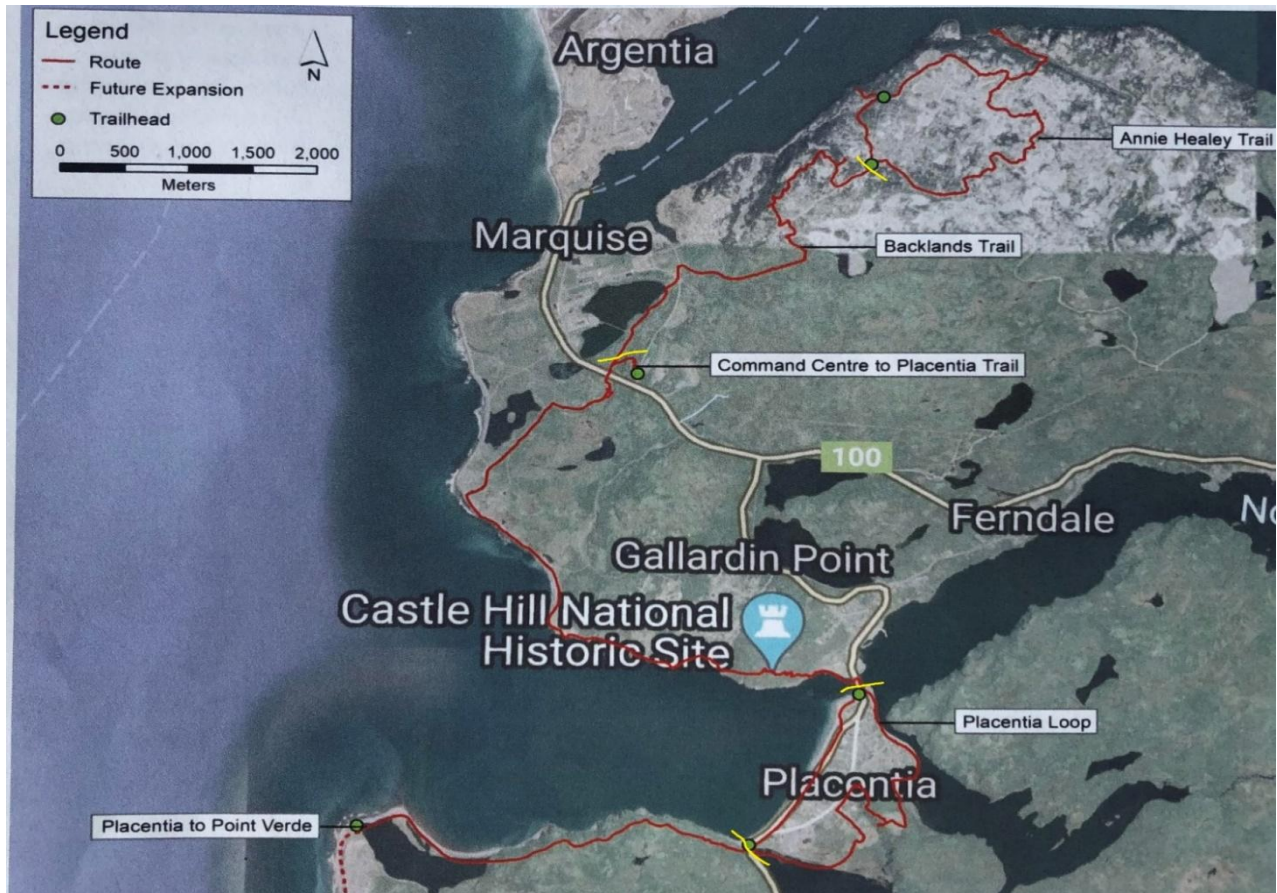 Legend
N
Route
Future Expansion
Trailhead
0 500 1,000 1,500 2,000
Meters
Argentia
Annie Healey Trail
Marquise
Backlands Trail
Command Centre to Placentia Trail
100
Ferndale
No
Gallardin Point
Castle Hill National
Historic Site
Placentia Loop
Placentia
Placentia to Point Verde